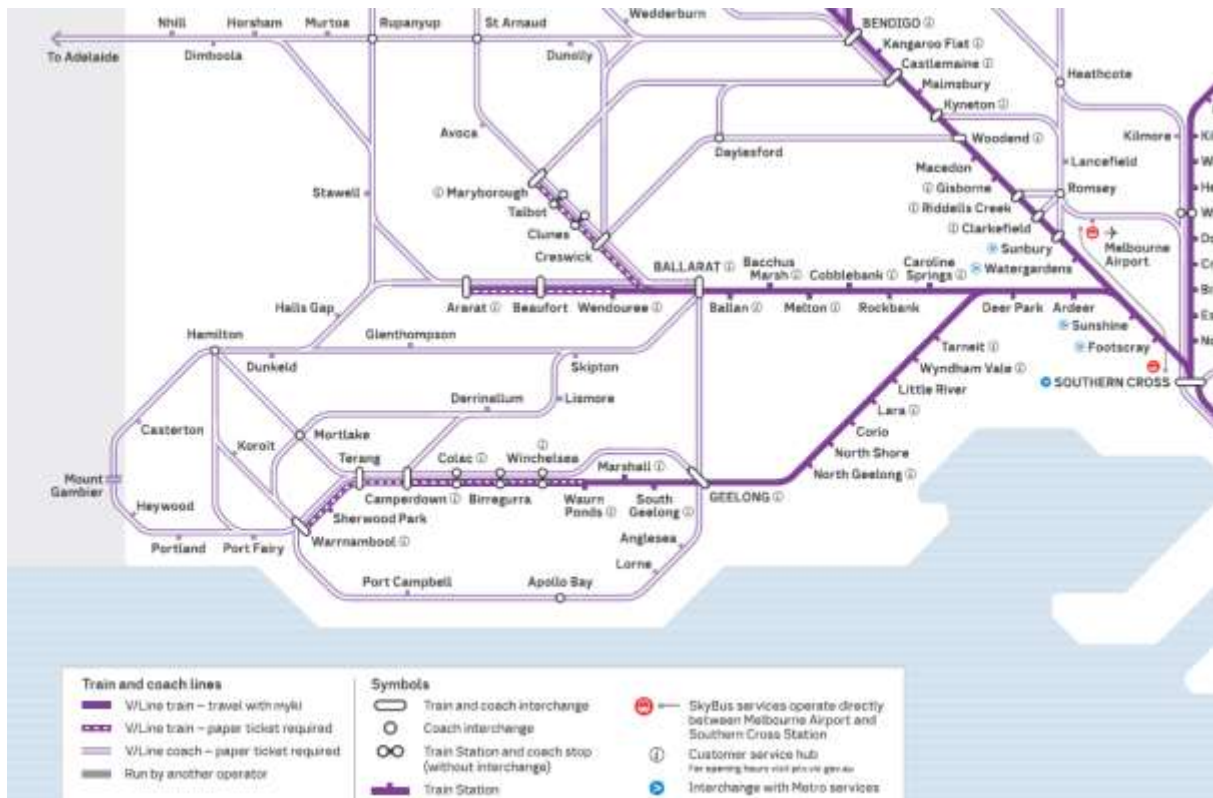 Nhill
Horsham
Murtoa
Rupanyup
St Arnaud
Wedderburn
BENDIGO
To Adelaide
Dimboola
Dunolly
Kangaroo Flat
Castlemaine
Malmsbury
Heathcote
Kyneton
Avoca
Daylesford
Woodend
Kilmore
Macedon
Lancefield
Stawell
Maryborough
Gisborne
Romsey
Talbot
Riddells Creek
Clunes
Clarkefield
Creswick
Sunbury
Melbourne
Airport
BALLARAT
Bacchus
Marsh
Cobblebank
Caroline
Springs
Watergardens
Halls Gap
Ararat
Beaufort
Wendouree
Ballan
Melton
Rockbank
Deer Park
Ardeer
Hamilton
Glenthompson
Sunshine
Tarneit
Footscray
Dunkeld
Skipton
Wyndham Vale
SOUTHERN CROSS
Derrinallum
Lismore
Little River
Lara
Casterton
Koroit
Mortlake
Corio
Terang
Colac
Winchelsea
Marshall
North Shore
North Geelong
Mount
Gambier
Camperdown
Birregurra
Waurn
Ponds
South
Geelong
GEELONG
Heywood
Sherwood Park
Portland
Port Fairy
Warrnambool
Anglesea
Lorne
Port Campbell
Apollo Bay
Train and coach lines
V/Line train – travel with myki
V/Line train – paper ticket required
V/Line coach – paper ticket required
Run by another operator
Symbols
Train and coach interchange
Coach interchange
Train Station and coach stop
(without interchange)
Train Station
SkyBus services operate directly
between Melbourne Airport and
Southern Cross Station
Customer service hub
For opening hours visit ptv.vic.gov.au
Interchange with Metro services